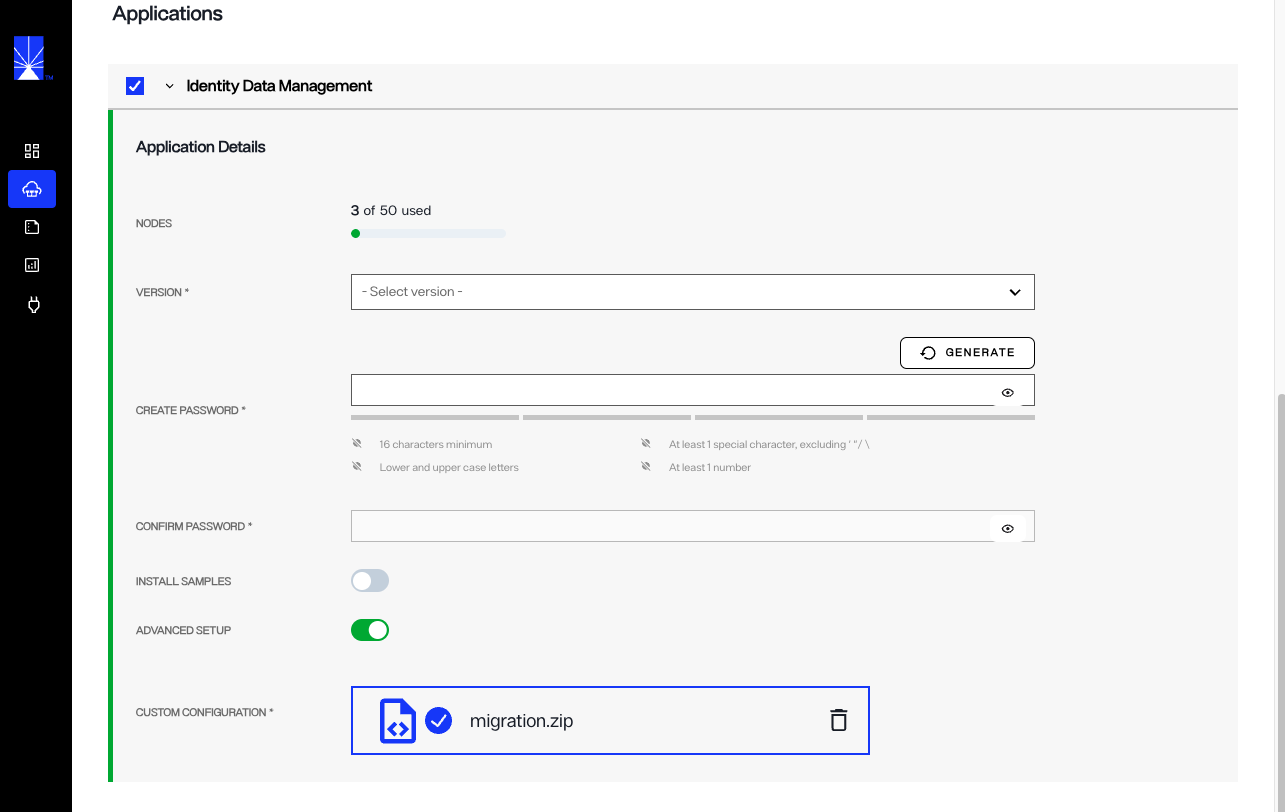 Applications
TM
Identity Data Management
Application Details
NODES
3 of 50 used
VERSION *
- Select version -
GENERATE
CREATE PASSWORD *
16 characters minimum
At least 1 special character, excluding ' "/ \
Lower and upper case letters
At least 1 number
CONFIRM PASSWORD *
INSTALL SAMPLES
ADVANCED SETUP
CUSTOM CONFIGURATION *
migration.zip